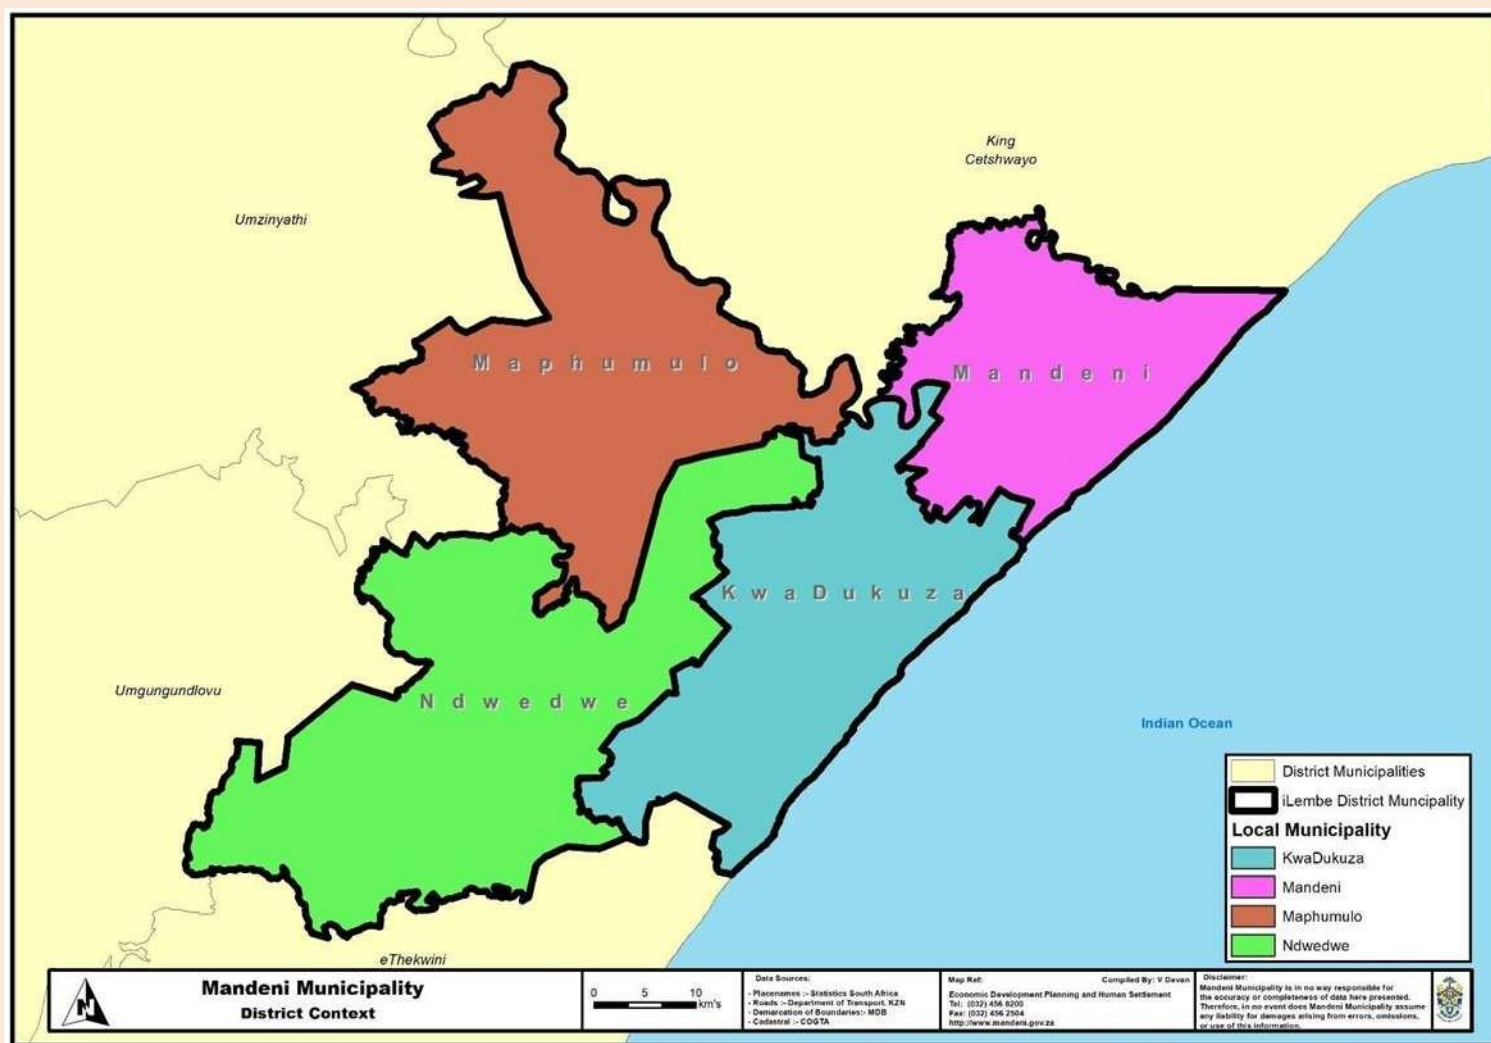 King
Cetshwayo
Umzinyathi
Maphumulo
Mandeni
KwaDukuza
Umgungundlovu
Ndwedwe
Indian Ocean
eThekwini
District Municipalities
iLembe District Muncipality
Local Municipality
KwaDukuza
Mandeni
Maphumulo
Ndwedwe
N
Mandeni Municipality
District Context
0 5 10
km's
Data Sources:
- Placenames :- Statistics South Africa
- Roads :- Department of Transport. KZN
- Demarcation of Boundaries:- MDB
- Cadastral :- COGTA
Map Ref: Compiled By: V Devan
Economic Development Planning and Human Settlement
Tel: (032) 456 8200
Fax: (032) 456 2504
http://www.mandeni.gov.za
Disclaimer:
Mandeni Municipality is in no way responsible for
the accuracy or completeness of data here presented.
Therefore, in no event does Mandeni Municipality assume
any liability for damages arising from errors, omissions,
or use of this information.